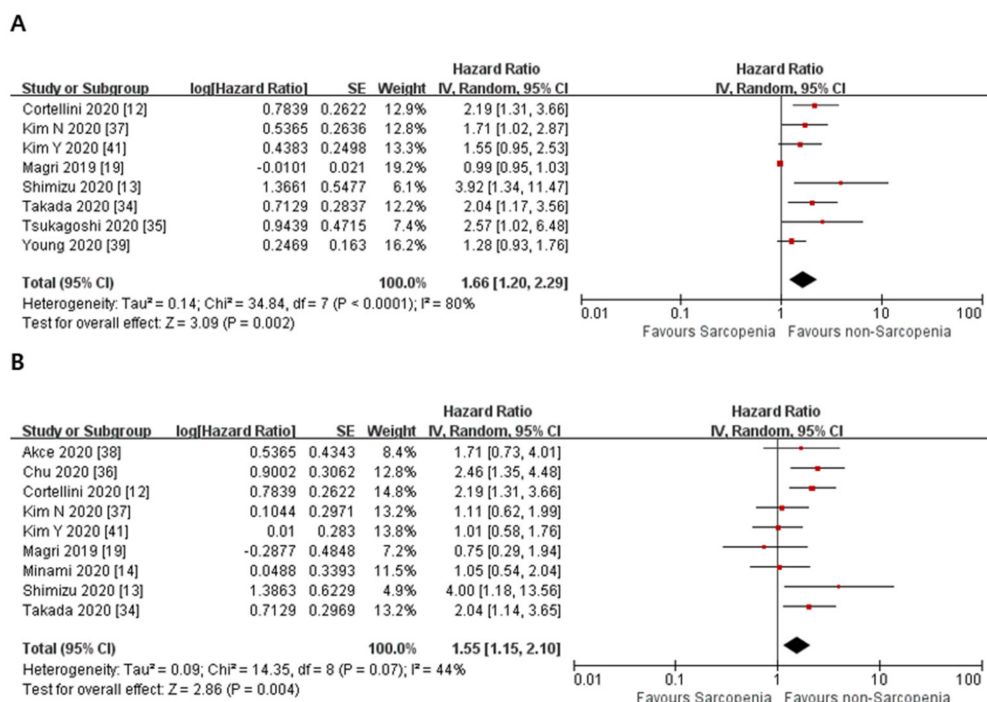 A
Hazard Ratio Hazard Ratio
Study or Subgroup log[Hazard Ratio] SE Weight IV, Random, 95% CI IV, Random, 95% CI
Cortellini 2020 [12] 0.7839 0.2622 12.9% 2.19 [1.31, 3.66]
Kim N 2020 [37] 0.5365 0.2636 12.8% 1.71 [1.02, 2.87]
Kim Y 2020 [41] 0.4383 0.2498 13.3% 1.55 [0.95, 2.53]
Magri 2019 [19] -0.0101 0.021 19.2% 0.99 [0.95, 1.03]
Shimizu 2020 [13] 1.3661 0.5477 6.1% 3.92 [1.34, 11.47]
Takada 2020 [34] 0.7129 0.2837 12.2% 2.04 [1.17, 3.56]
Tsukagoshi 2020 [35] 0.9439 0.4715 7.4% 2.57 [1.02, 6.48]
Young 2020 [39] 0.2469 0.163 16.2% 1.28 [0.93, 1.76]
Total (95% CI) 100.0% 1.66 [1.20, 2.29]
Heterogeneity: Tau² = 0.14; Chi² = 34.84, df = 7 (P < 0.0001); I² = 80%
Test for overall effect: Z = 3.09 (P = 0.002)
0.01 0.1 1 10 100
Favours Sarcopenia Favours non-Sarcopenia
B
Hazard Ratio Hazard Ratio
Study or Subgroup log[Hazard Ratio] SE Weight IV, Random, 95% CI IV, Random, 95% CI
Akce 2020 [38] 0.5365 0.4343 8.4% 1.71 [0.73, 4.01]
Chu 2020 [36] 0.9002 0.3062 12.8% 2.46 [1.35, 4.48]
Cortellini 2020 [12] 0.7839 0.2622 14.8% 2.19 [1.31, 3.66]
Kim N 2020 [37] 0.1044 0.2971 13.2% 1.11 [0.62, 1.99]
Kim Y 2020 [41] 0.01 0.283 13.8% 1.01 [0.58, 1.76]
Magri 2019 [19] -0.2877 0.4848 7.2% 0.75 [0.29, 1.94]
Minami 2020 [14] 0.0488 0.3393 11.5% 1.05 [0.54, 2.04]
Shimizu 2020 [13] 1.3863 0.6229 4.9% 4.00 [1.18, 13.56]
Takada 2020 [34] 0.7129 0.2969 13.2% 2.04 [1.14, 3.65]
Total (95% CI) 100.0% 1.55 [1.15, 2.10]
Heterogeneity: Tau² = 0.09; Chi² = 14.35, df = 8 (P = 0.07); I² = 44%
Test for overall effect: Z = 2.86 (P = 0.004)
0.01 0.1 1 10 100
Favours Sarcopenia Favours non-Sarcopenia